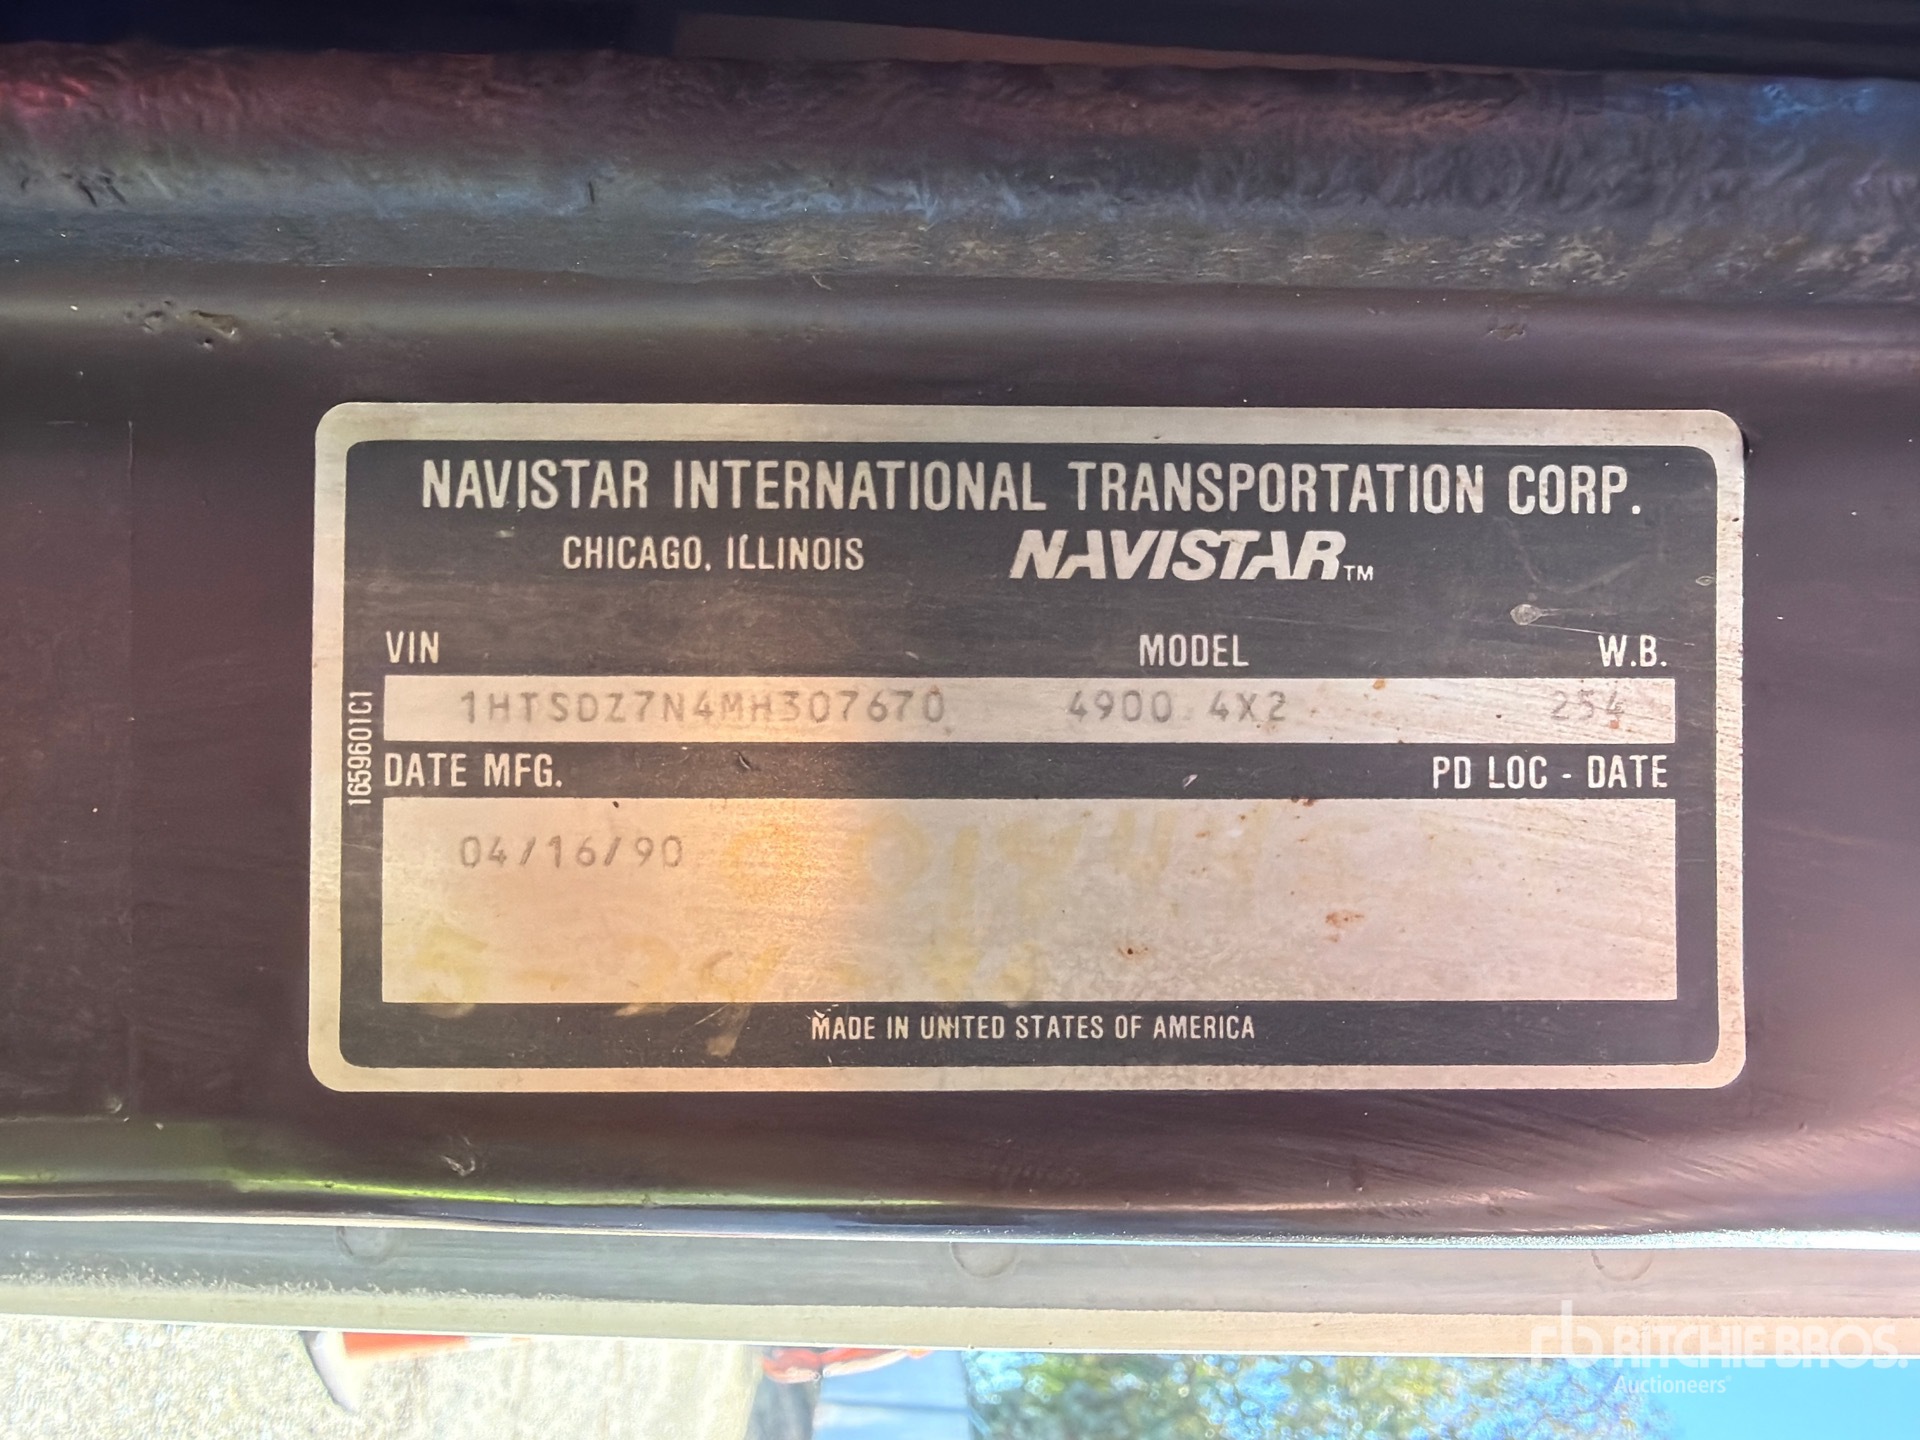 NAVISTAR INTERNATIONAL TRANSPORTATION CORP.
CHICAGO, ILLINOIS NAVISTAR™
VIN MODEL W.B.
1HTSDZ7N4MH307670 4900 4X2 254
1659601C1
DATE MFG. PD LOC - DATE
04/16/90
MADE IN UNITED STATES OF AMERICA
rb RITCHIE BROS.
Auctioneers